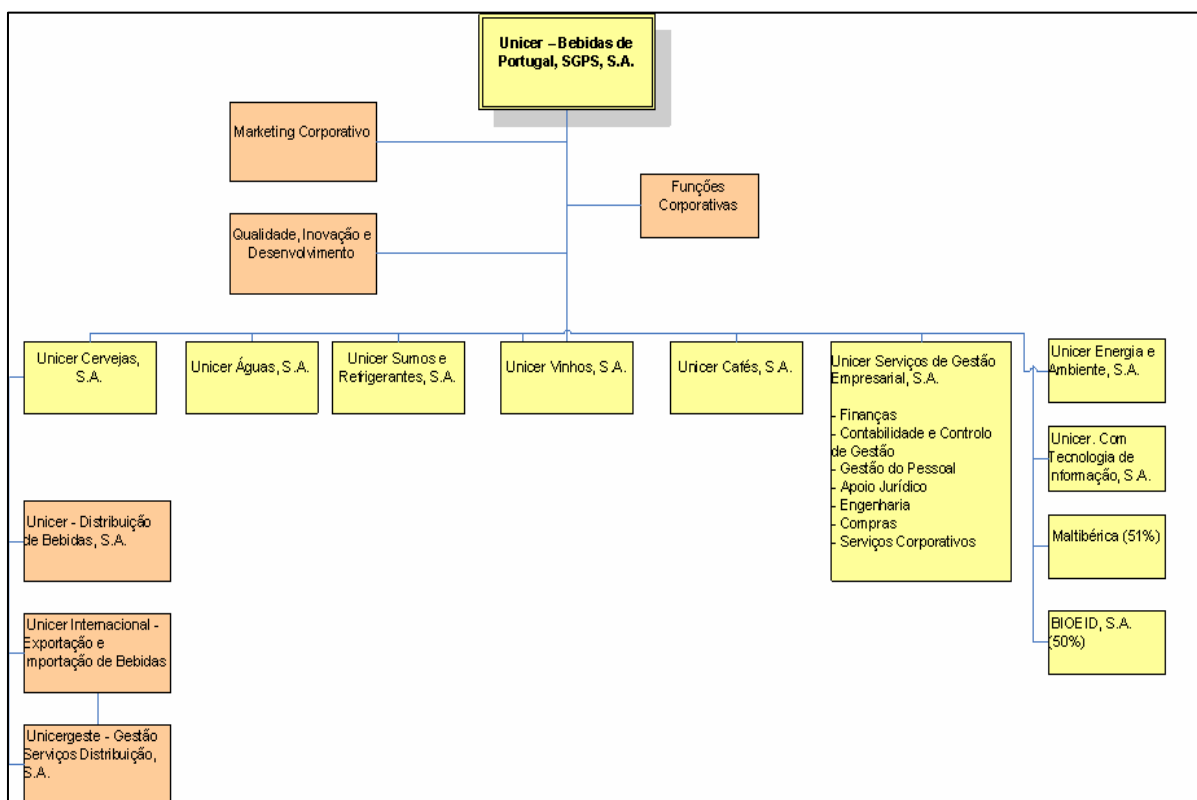 Unicer – Bebidas de
Portugal, SGPS, S.A.
Marketing Corporativo
Funções
Corporativas
Qualidade, Inovação e
Desenvolvimento
Unicer Cervejas,
S.A.
Unicer Águas, S.A.
Unicer Sumos e
Refrigerantes, S.A.
Unicer Vinhos, S.A.
Unicer Cafés, S.A.
Unicer Serviços de Gestão
Empresarial, S.A.
- Finanças
- Contabilidade e Controlo
de Gestão
- Gestão do Pessoal
- Apoio Jurídico
- Engenharia
- Compras
- Serviços Corporativos
Unicer Energia e
Ambiente, S.A.
Unicer. Com
Tecnologia de
Informação, S.A.
Maltibérica (51%)
BIOEID, S.A.
(50%)
Unicer - Distribuição
de Bebidas, S.A.
Unicer Internacional -
Exportação e
Importação de Bebidas
Unicergeste - Gestão
Serviços Distribuição,
S.A.